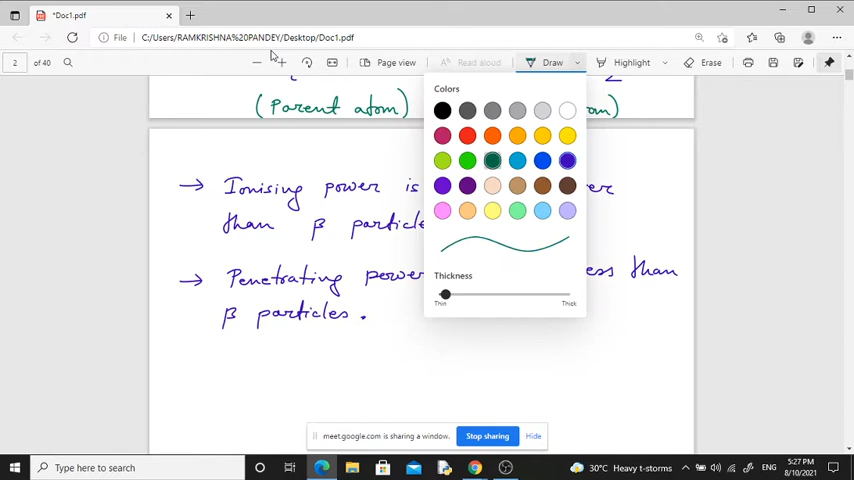 *Doc1.pdf
File C:/Users/RAMKRISHNA%20PANDEY/Desktop/Doc1.pdf
2 of 40 Page view Read aloud Draw Highlight Erase
(Parent atom)
Colors
→ Ionising power is
than β particles
→ Penetrating power less than
β particles.
Thickness
Thin Thick
meet.google.com is sharing a window. Stop sharing Hide
Type here to search
30°C Heavy t-storms ENG 5:27 PM
8/10/2021